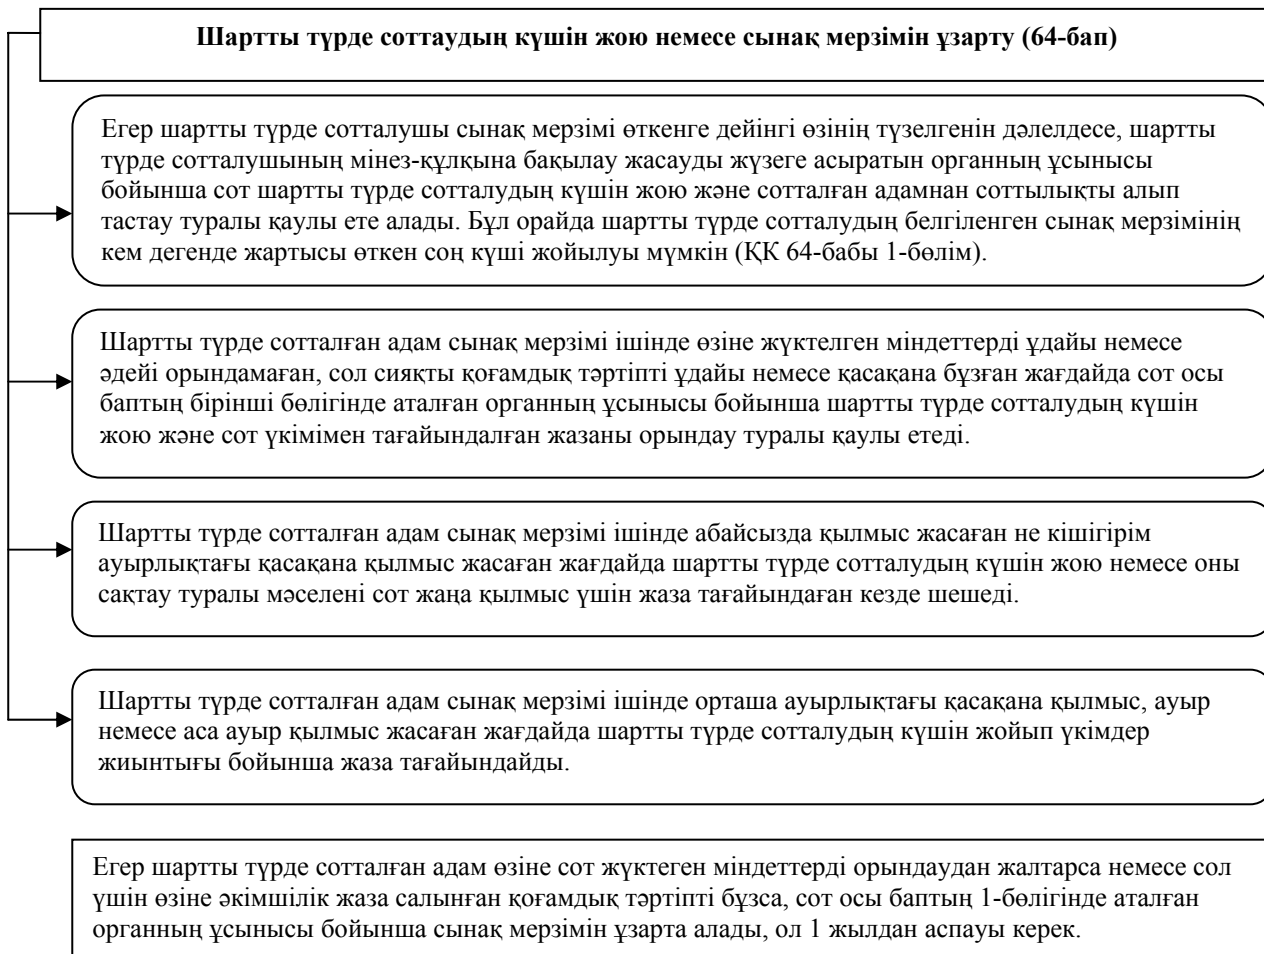 Шартты түрде соттаудың күшін жою немесе сынақ мерзімін ұзарту (64-бап)
Егер шартты түрде сотталушы сынақ мерзімі өткенге дейінгі өзінің түзелгенін дәлелдесе, шартты
түрде сотталушының мінез-құлқына бақылау жасауды жүзеге асыратын органның ұсынысы
бойынша сот шартты түрде сотталудың күшін жою және сотталған адамнан соттылықты алып
тастау туралы қаулы ете алады. Бұл орайда шартты түрде сотталудың белгіленген сынақ мерзімінің
кем дегенде жартысы өткен соң күші жойылуы мүмкін (ҚК 64-бабы 1-бөлім).
Шартты түрде сотталған адам сынақ мерзімі ішінде өзіне жүктелген міндеттерді ұдайы немесе
әдейі орындамаған, сол сияқты қоғамдық тәртіпті ұдайы немесе қасақана бұзған жағдайда сот осы
баптың бірінші бөлігінде аталған органның ұсынысы бойынша шартты түрде сотталудың күшін
жою және сот үкімімен тағайындалған жазаны орындау туралы қаулы етеді.
Шартты түрде сотталған адам сынақ мерзімі ішінде абайсызда қылмыс жасаған не кішігірім
ауырлықтағы қасақана қылмыс жасаған жағдайда шартты түрде сотталудың күшін жою немесе оны
сақтау туралы мәселені сот жаңа қылмыс үшін жаза тағайындаған кезде шешеді.
Шартты түрде сотталған адам сынақ мерзімі ішінде орташа ауырлықтағы қасақана қылмыс, ауыр
немесе аса ауыр қылмыс жасаған жағдайда шартты түрде сотталудың күшін жойып үкімдер
жиынтығы бойынша жаза тағайындайды.
Егер шартты түрде сотталған адам өзіне сот жүктеген міндеттерді орындаудан жалтарса немесе сол
үшін өзіне әкімшілік жаза салынған қоғамдық тәртіпті бұзса, сот осы баптың 1-бөлігінде аталған
органның ұсынысы бойынша сынақ мерзімін ұзарта алады, ол 1 жылдан аспауы керек.